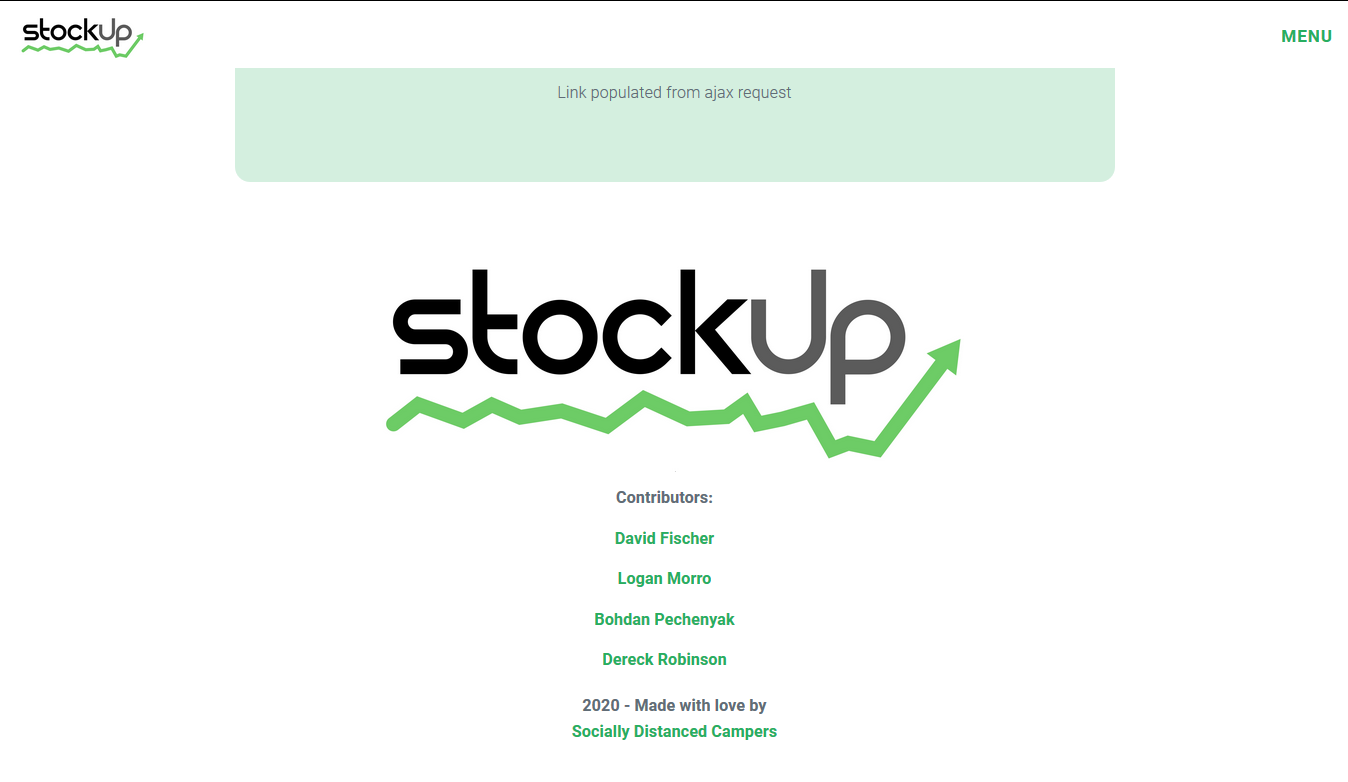 stockUp
MENU
Link populated from ajax request
stockUp
Contributors:
David Fischer
Logan Morro
Bohdan Pechenyak
Dereck Robinson
2020 - Made with love by
Socially Distanced Campers